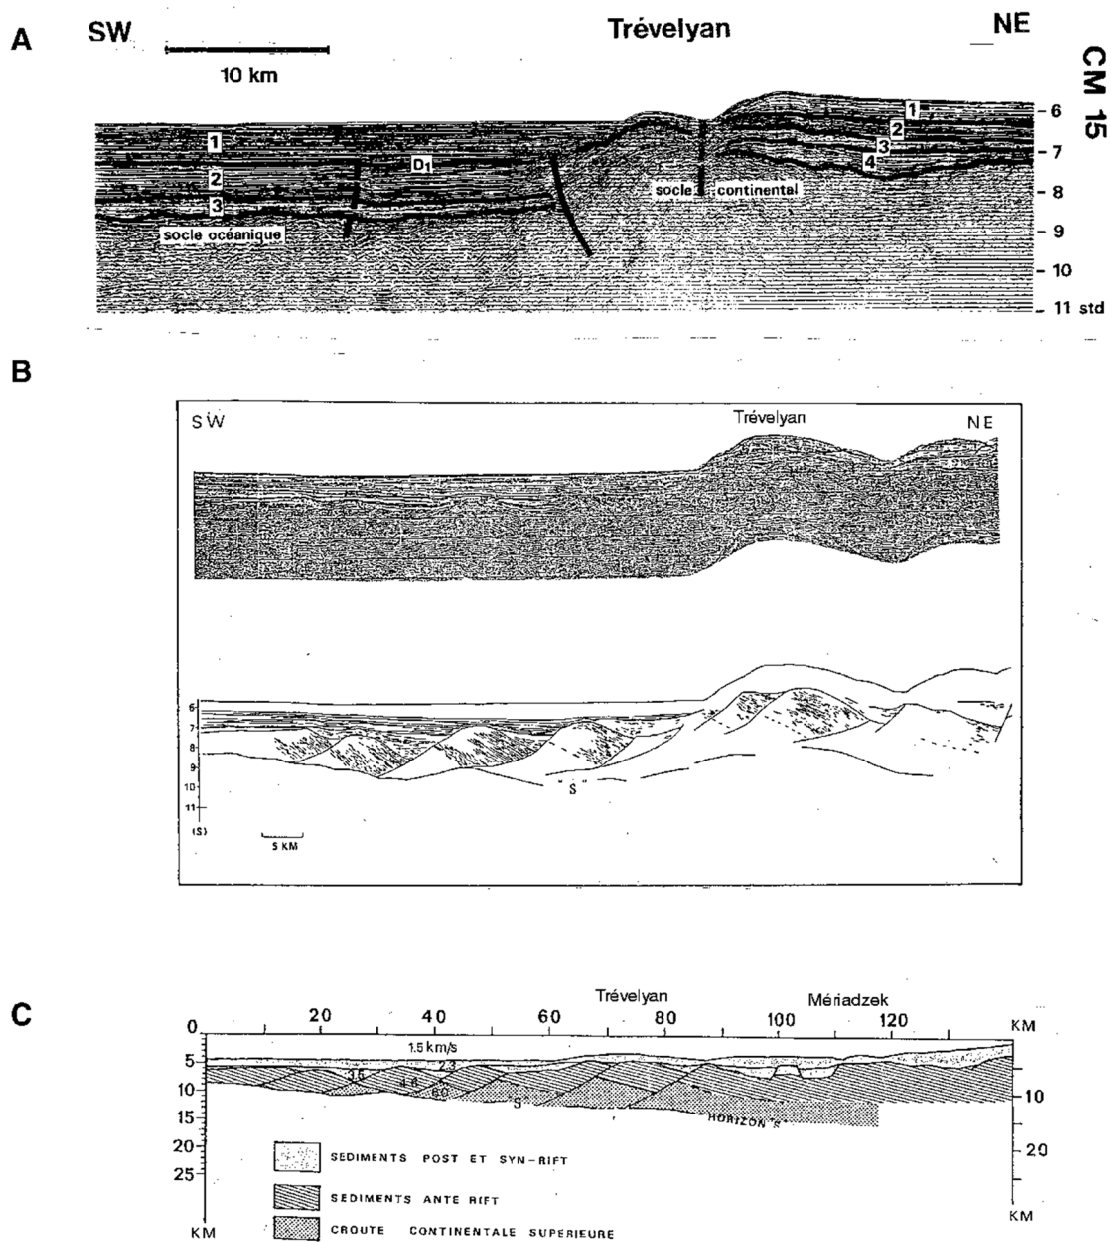 A
SW
Trévelyan
NE
10 km
CM 15
1
2
3
D1
1
2
3
4
socle continental
socle océanique
6
7
8
9
10
11 std
B
SW
Trévelyan
NE
6
7
8
9
10
11
(S)
"S"
5 KM
C
Trévelyan
Mériadzek
20
40
60
80
100
120
KM
0
5
10
15
20
25
KM
1.5 km/s
2.3
3.5
4.8
6.0
"S"
HORIZON "S"
10
20
KM
SEDIMENTS POST ET SYN-RIFT
SEDIMENTS ANTE RIFT
CROUTE CONTINENTALE SUPERIEURE